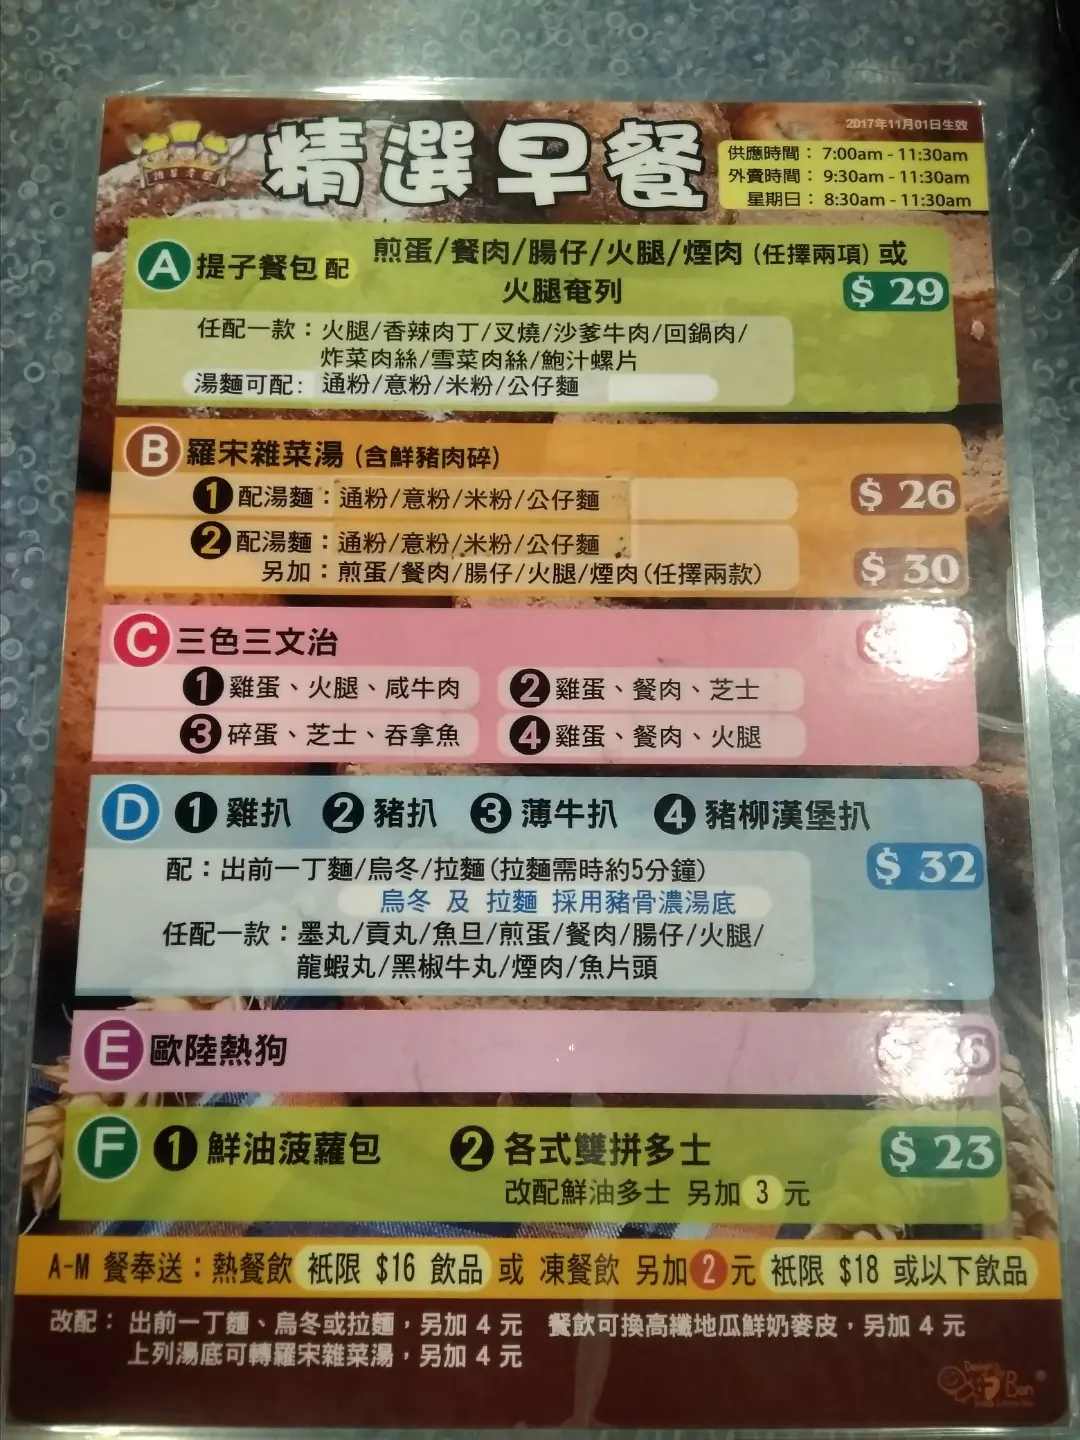 精選早餐
2017年11月01日生效
供應時間：7:00am - 11:30am
外賣時間：9:30am - 11:30am
星期日：8:30am - 11:30am
A 提子餐包 配 煎蛋/餐肉/腸仔/火腿/煙肉 (任擇兩項) 或
火腿奄列
$ 29
任配一款：火腿/香辣肉丁/叉燒/沙爹牛肉/回鍋肉/
炸菜肉絲/雪菜肉絲/鮑汁螺片
湯麵可配: 通粉/意粉/米粉/公仔麵
B 羅宋雜菜湯 (含鮮豬肉碎)
1 配湯麵：通粉/意粉/米粉/公仔麵 $ 26
2 配湯麵：通粉/意粉/米粉/公仔麵
另加：煎蛋/餐肉/腸仔/火腿/煙肉(任擇兩款) $ 30
C 三色三文治
1 雞蛋、火腿、咸牛肉 2 雞蛋、餐肉、芝士
3 碎蛋、芝士、吞拿魚 4 雞蛋、餐肉、火腿
D 1 雞扒 2 豬扒 3 薄牛扒 4 豬柳漢堡扒
配：出前一丁麵/烏冬/拉麵(拉麵需時約5分鐘) $ 32
烏冬 及 拉麵 採用豬骨濃湯底
任配一款：墨丸/貢丸/魚旦/煎蛋/餐肉/腸仔/火腿/
龍蝦丸/黑椒牛丸/煙肉/魚片頭
E 歐陸熱狗
F 1 鮮油菠蘿包 2 各式雙拼多士 $ 23
改配鮮油多士 另加 3 元
A-M 餐奉送：熱餐飲 衹限 $16 飲品 或 凍餐飲 另加 2 元 衹限 $18 或以下飲品
改配： 出前一丁麵、烏冬或拉麵，另加 4 元 餐飲可換高纖地瓜鮮奶麥皮，另加 4 元
上列湯底可轉羅宋雜菜湯，另加 4 元